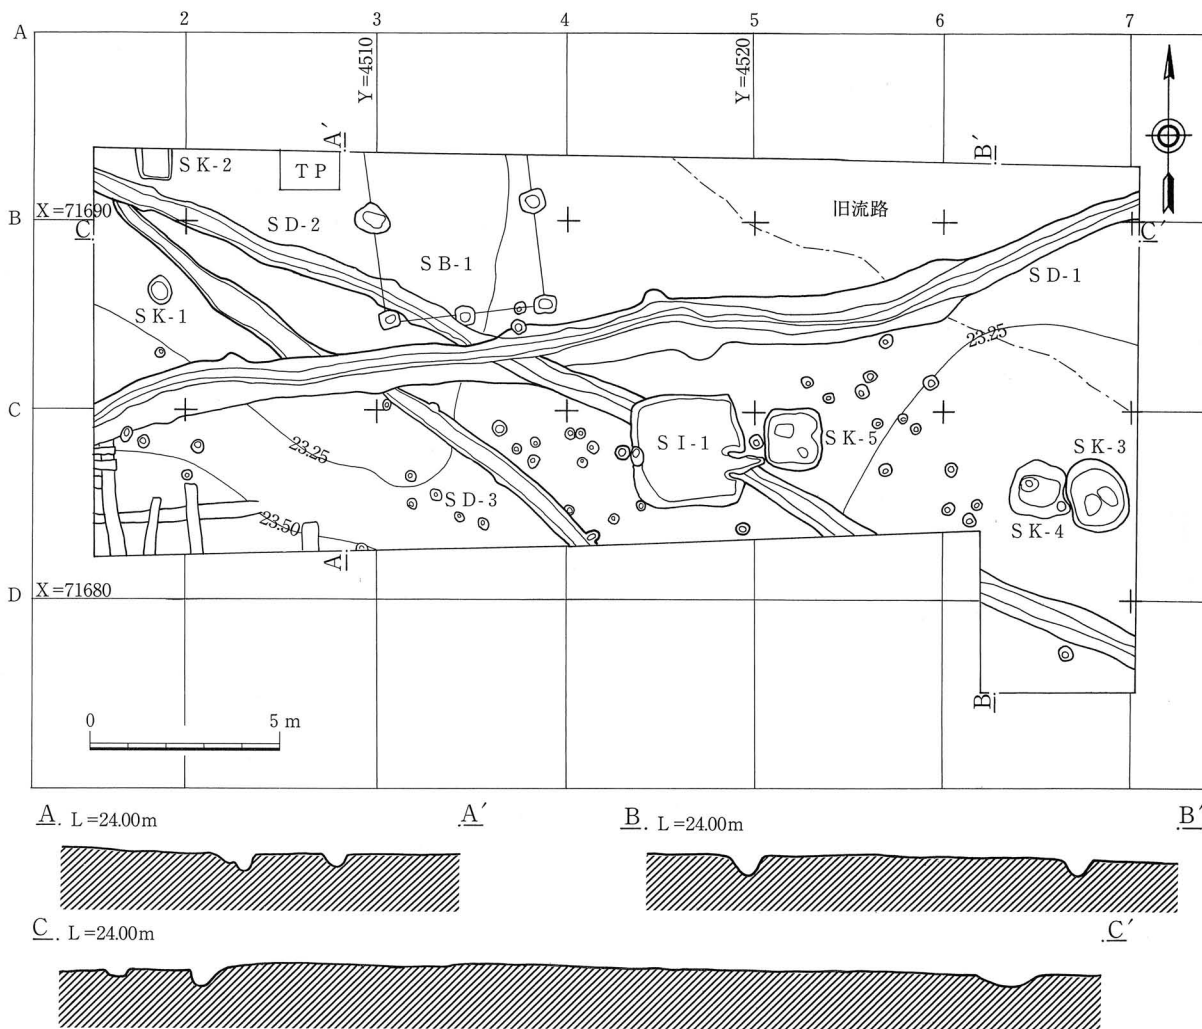 2
3
4
5
6
7
A
Y=4510
Y=4520
A′
B′
SK-2
TP
B
X=71690
旧流路
C
C′
SD-2
SB-1
SD-1
SK-1
23.25
C
SI-1
SK-5
23.25
SK-3
SD-3
23.50
SK-4
A
D
X=71680
B
0
5 m
A. L=24.00m
.A′
B. L=24.00m
.B′
C. L=24.00m
.C′